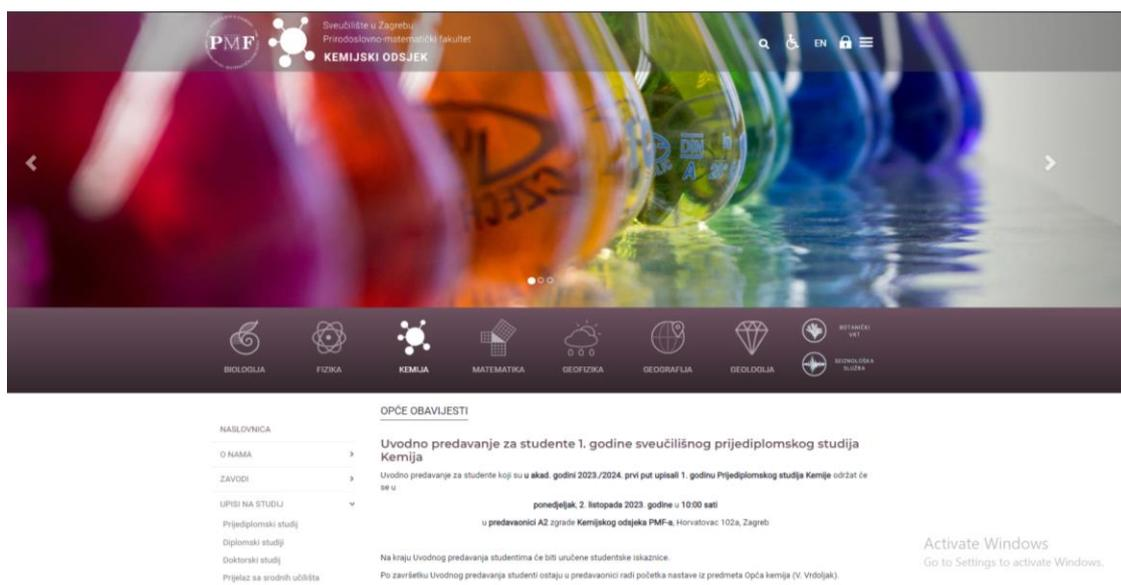 PMF
Sveučilište u Zagrebu
Prirodoslovno-matematički fakultet
KEMIJSKI ODSJEK
EN
CZECH
DIN
A
BIOLOGIJA
FIZIKA
KEMIJA
MATEMATIKA
GEOFIZIKA
GEOGRAFIJA
GEOLOGIJA
BOTANIČKI
VRT
SEIZMOLOŠKA
SLUŽBA
NASLOVNICA
O NAMA
ZAVODI
UPISI NA STUDIJ
Prijediplomski studij
Diplomski studiji
Doktorski studij
Prijelaz sa srodnih učilišta
OPĆE OBAVIJESTI
Uvodno predavanje za studente 1. godine sveučilišnog prijediplomskog studija
Kemija
Uvodno predavanje za studente koji su u akad. godini 2023./2024. prvi put upisali 1. godinu Prijediplomskog studija Kemije održat će
se u
ponedjeljak, 2. listopada 2023. godine u 10:00 sati
u predavaonici A2 zgrade Kemijskog odsjeka PMF-a, Horvatovac 102a, Zagreb
Na kraju Uvodnog predavanja studentima će biti uručene studentske iskaznice.
Po završetku Uvodnog predavanja studenti ostaju u predavaonici radi početka nastave iz predmeta Opća kemija (V. Vrdoljak).
Activate Windows
Go to Settings to activate Windows.